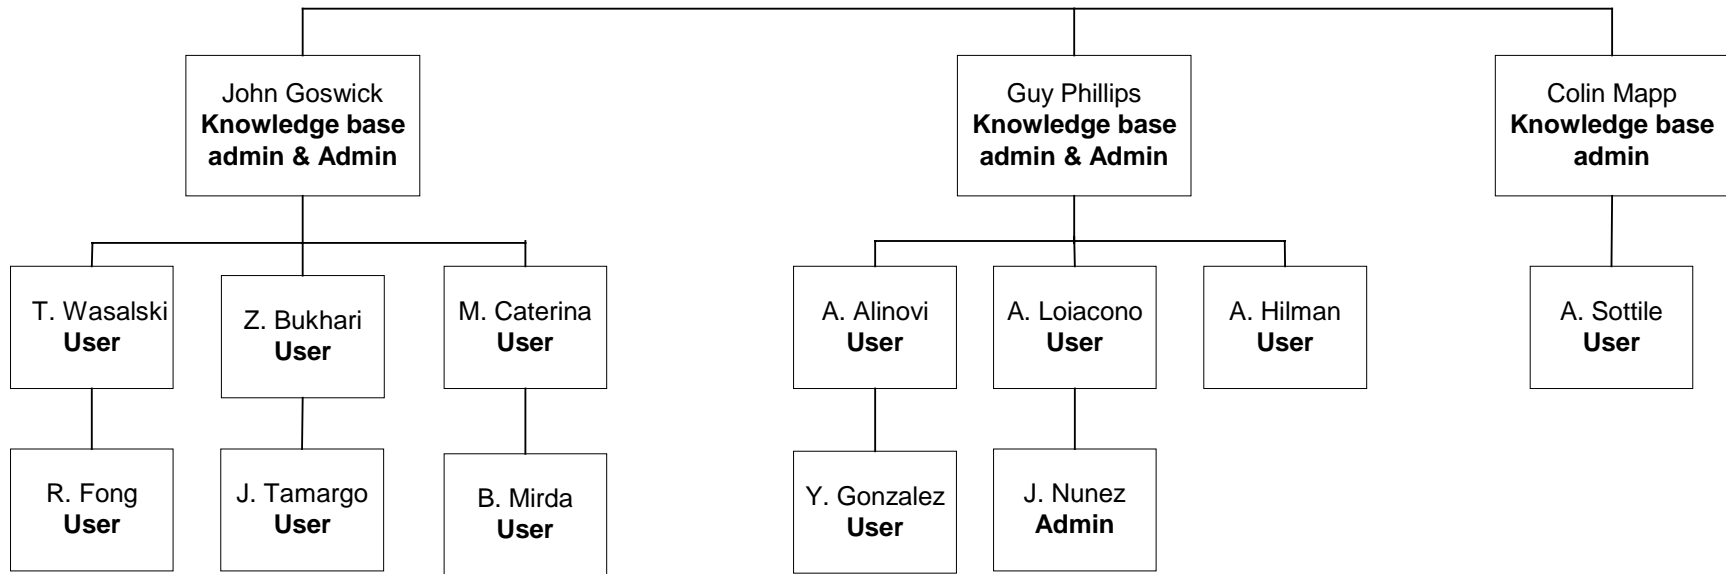 John Goswick
Knowledge base
admin & Admin
Guy Phillips
Knowledge base
admin & Admin
Colin Mapp
Knowledge base
admin
T. Wasalski
User
Z. Bukhari
User
M. Caterina
User
A. Alinovi
User
A. Loiacono
User
A. Hilman
User
A. Sottile
User
R. Fong
User
J. Tamargo
User
B. Mirda
User
Y. Gonzalez
User
J. Nunez
Admin